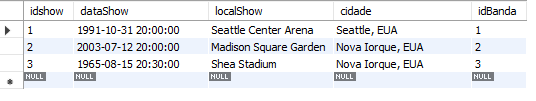 idshow dataShow localShow cidade idBanda
1 1991-10-31 20:00:00 Seattle Center Arena Seattle, EUA 1
2 2003-07-12 20:00:00 Madison Square Garden Nova Iorque, EUA 2
3 1965-08-15 20:30:00 Shea Stadium Nova Iorque, EUA 3
NULL NULL NULL NULL NULL